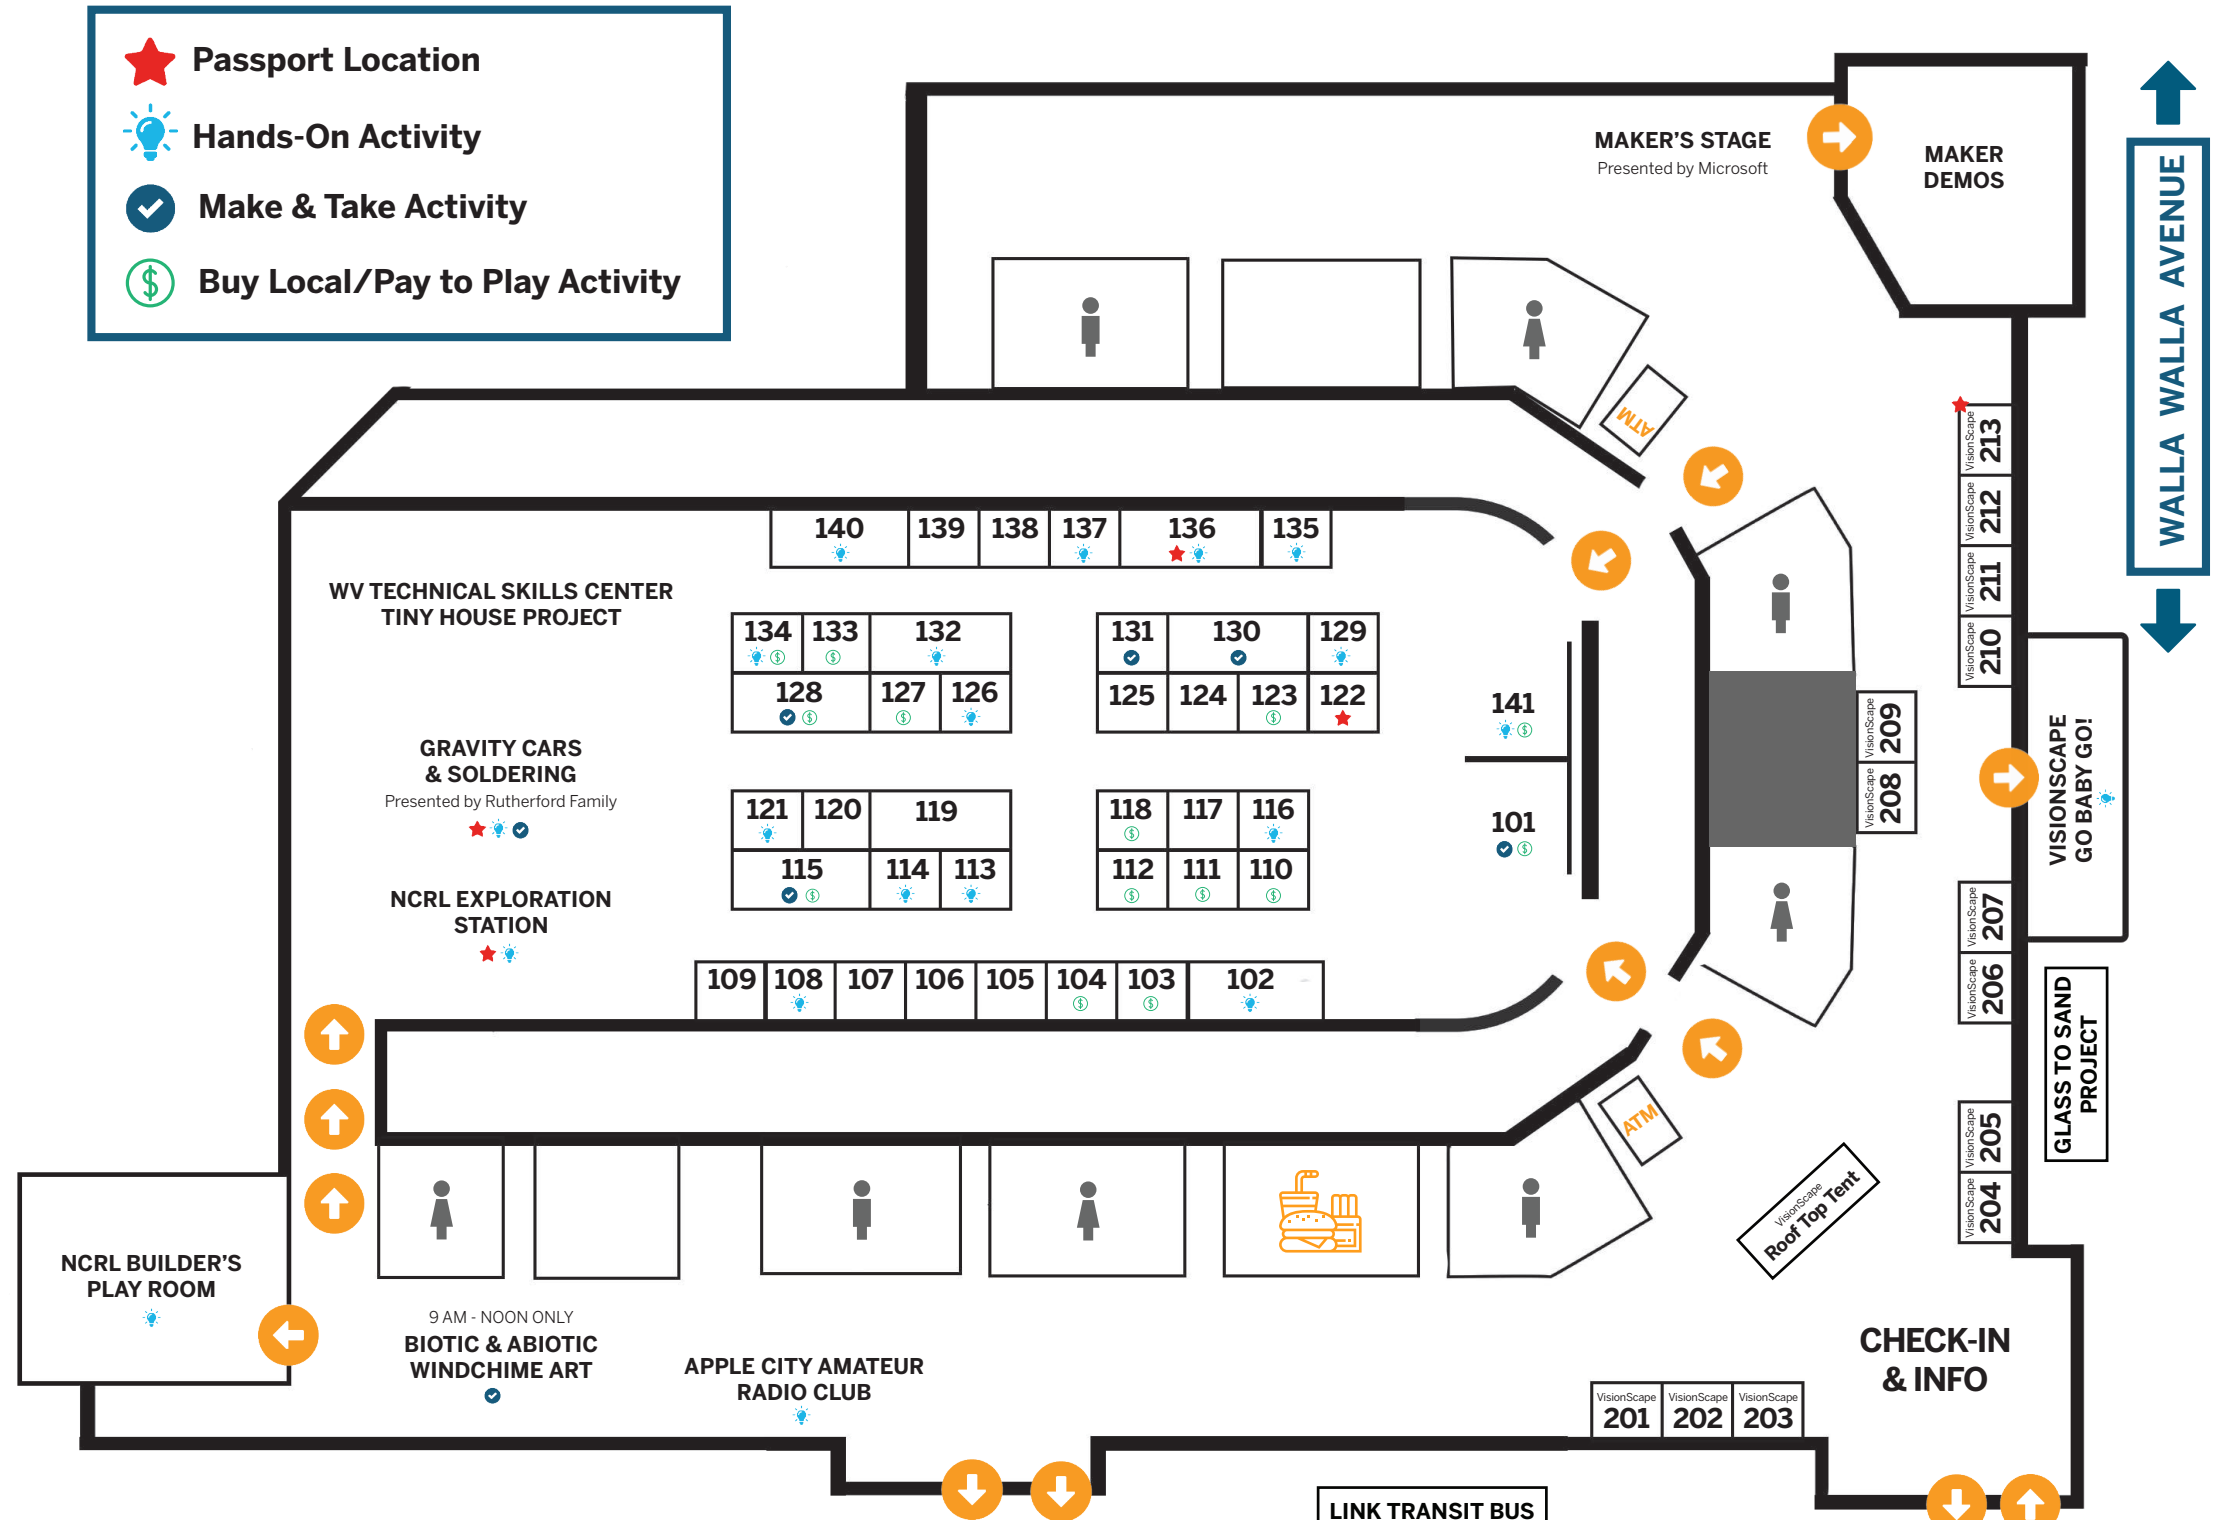 Passport Location
Hands-On Activity
Make & Take Activity
Buy Local/Pay to Play Activity
MAKER'S STAGE
Presented by Microsoft
MAKER
DEMOS
WALLA WALLA AVENUE
ATM
140 139 138 137 136 135
WV TECHNICAL SKILLS CENTER
TINY HOUSE PROJECT
134 133 132
131 130 129
128 127 126
125 124 123 122
GRAVITY CARS
& SOLDERING
Presented by Rutherford Family
121 120 119
118 117 116
115 114 113
112 111 110
NCRL EXPLORATION
STATION
109 108 107 106 105 104 103 102
141
101
VisionScape
213
VisionScape
212
VisionScape
211
VisionScape
210
VisionScape
209
VisionScape
208
VISIONSCAPE
GO BABY GO!
VisionScape
207
VisionScape
206
GLASS TO SAND
PROJECT
VisionScape
205
VisionScape
204
ATM
VisionScape
Roof Top Tent
NCRL BUILDER'S
PLAY ROOM
9 AM - NOON ONLY
BIOTIC & ABIOTIC
WINDCHIME ART
APPLE CITY AMATEUR
RADIO CLUB
CHECK-IN
& INFO
VisionScape VisionScape VisionScape
201 202 203
LINK TRANSIT BUS